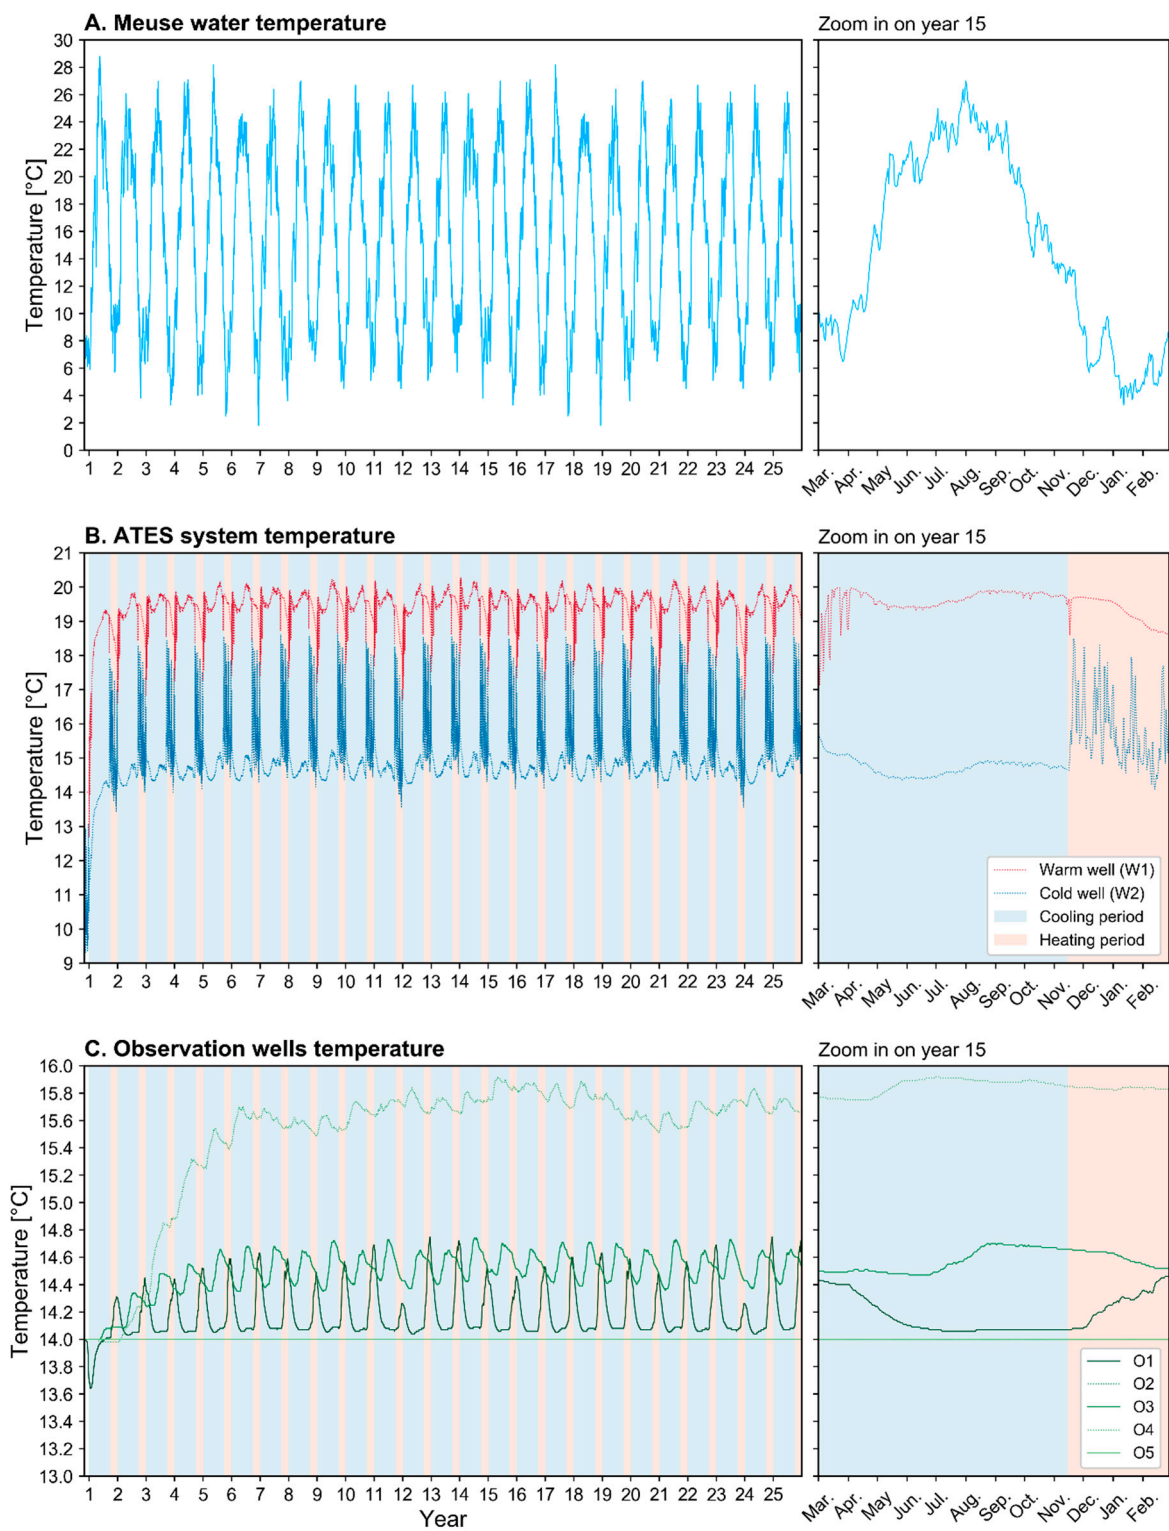 A. Meuse water temperature
Zoom in on year 15
Temperature [°C]
30
28
26
24
22
20
18
16
14
12
10
8
6
4
2
0
1 2 3 4 5 6 7 8 9 10 11 12 13 14 15 16 17 18 19 20 21 22 23 24 25
Mar. Apr. May Jun. Jul. Aug. Sep. Oct. Nov. Dec. Jan. Feb.
B. ATES system temperature
Zoom in on year 15
Temperature [°C]
21
20
19
18
17
16
15
14
13
12
11
10
9
Warm well (W1)
Cold well (W2)
Cooling period
Heating period
1 2 3 4 5 6 7 8 9 10 11 12 13 14 15 16 17 18 19 20 21 22 23 24 25
Mar. Apr. May Jun. Jul. Aug. Sep. Oct. Nov. Dec. Jan. Feb.
C. Observation wells temperature
Zoom in on year 15
Temperature [°C]
16.0
15.8
15.6
15.4
15.2
15.0
14.8
14.6
14.4
14.2
14.0
13.8
13.6
13.4
13.2
13.0
O1
O2
O3
O4
O5
1 2 3 4 5 6 7 8 9 10 11 12 13 14 15 16 17 18 19 20 21 22 23 24 25
Mar. Apr. May Jun. Jul. Aug. Sep. Oct. Nov. Dec. Jan. Feb.
Year